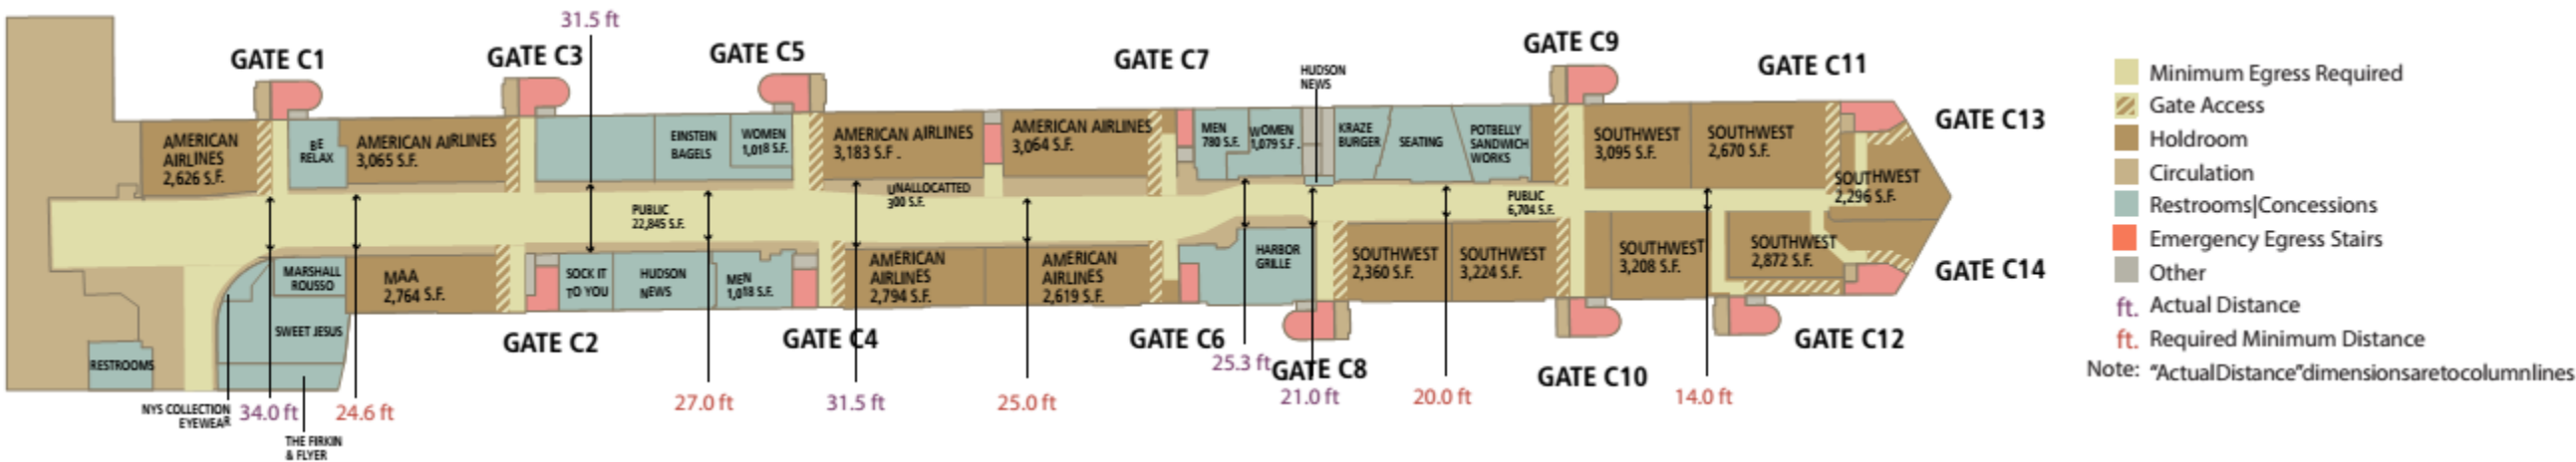 31.5 ft
GATE C1
GATE C3
GATE C5
GATE C7
GATE C9
GATE C11
GATE C13
HUDSON
NEWS
AMERICAN
AIRLINES
2,626 S.F.
BE
RELAX
AMERICAN AIRLINES
3,065 S.F.
EINSTEIN
BAGELS
WOMEN
1,018 S.F.
AMERICAN AIRLINES
3,183 S.F .
AMERICAN AIRLINES
3,064 S.F.
MEN
780 S.F.
WOMEN
1,079 S.F .
KRAZE
BURGER
SEATING
POTBELLY
SANDWICH
WORKS
SOUTHWEST
3,095 S.F.
SOUTHWEST
2,670 S.F.
SOUTHWEST
2,296 S.F.
UNALLOCATTED
300 S.F.
PUBLIC
22,845 S.F.
PUBLIC
6,704 S.F.
MARSHALL
ROUSSO
SWEET JESUS
RESTROOMS
MAA
2,764 S.F.
SOCK IT
TO YOU
HUDSON
NEWS
MEN
1,018 S.F.
AMERICAN
AIRLINES
2,794 S.F.
AMERICAN
AIRLINES
2,619 S.F.
HARBOR
GRILLE
SOUTHWEST
2,360 S.F.
SOUTHWEST
3,224 S.F.
SOUTHWEST
3,208 S.F.
SOUTHWEST
2,872 S.F.
GATE C14
GATE C2
GATE C4
GATE C6
GATE C8
GATE C10
GATE C12
NYS COLLECTION
EYEWEAR
34.0 ft
24.6 ft
THE FIRKIN
& FLYER
27.0 ft
31.5 ft
25.0 ft
25.3 ft
21.0 ft
20.0 ft
14.0 ft
Minimum Egress Required
Gate Access
Holdroom
Circulation
Restrooms|Concessions
Emergency Egress Stairs
Other
ft. Actual Distance
ft. Required Minimum Distance
Note: "ActualDistance"dimensionsaretocolumnlines